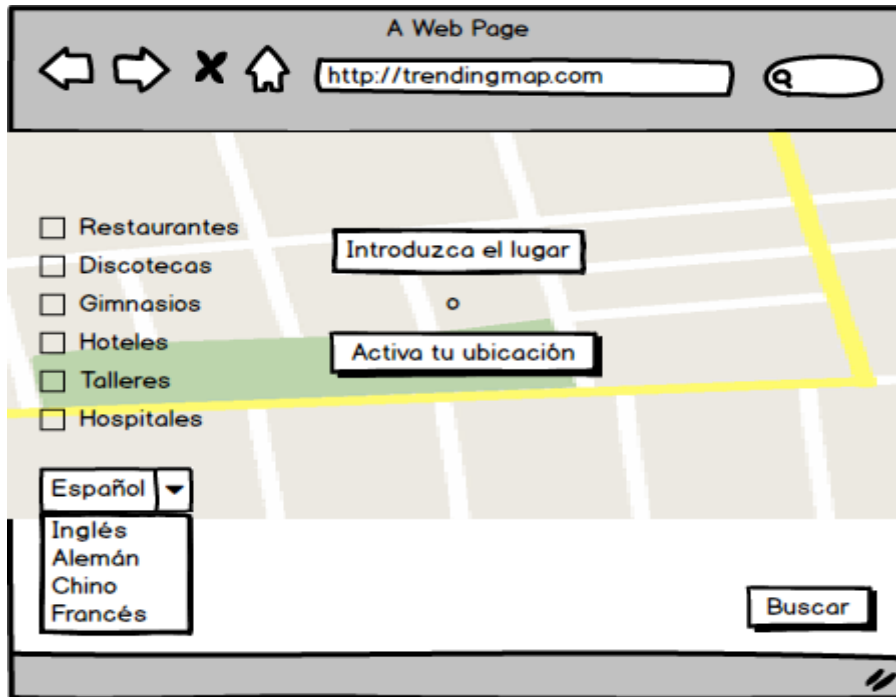 A Web Page
http://trendingmap.com
Restaurantes
Discotecas
Gimnasios
Hoteles
Talleres
Hospitales
Introduzca el lugar
o
Activa tu ubicación
Español
Inglés
Alemán
Chino
Francés
Buscar